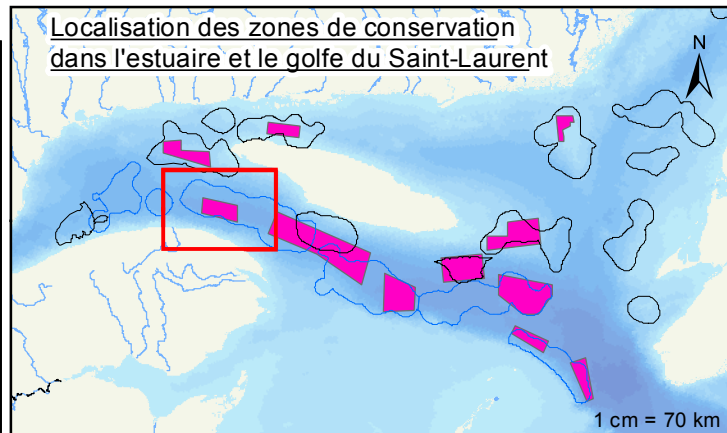 Localisation des zones de conservation
dans l'estuaire et le golfe du Saint-Laurent
N
1 cm = 70 km